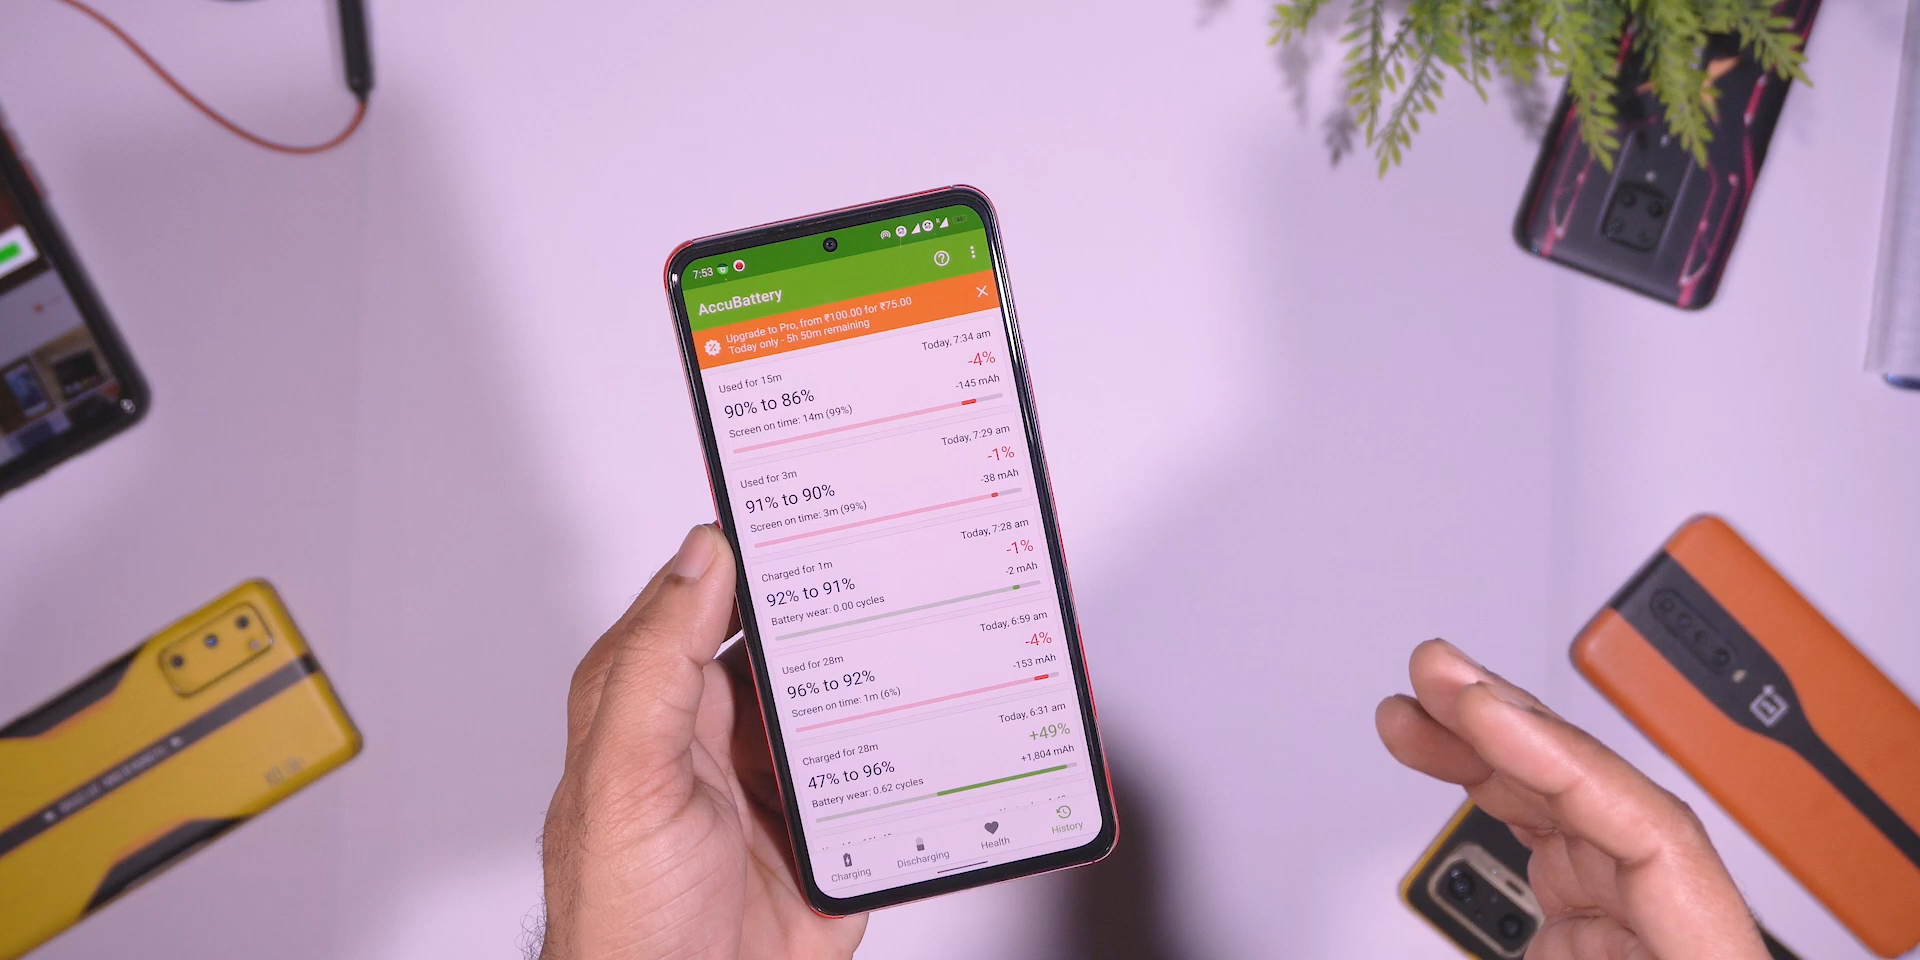 7:53
AccuBattery
Upgrade to Pro, from ₹100.00 for ₹75.00
Today only - 5h 50m remaining
Used for 15m
Today, 7:34 am
90% to 86%
-4%
Screen on time: 14m (99%)
-145 mAh
Used for 3m
Today, 7:29 am
91% to 90%
-1%
Screen on time: 3m (99%)
-38 mAh
Charged for 1m
Today, 7:28 am
92% to 91%
-1%
Battery wear: 0.00 cycles
-2 mAh
Used for 28m
Today, 6:59 am
96% to 92%
-4%
Screen on time: 1m (6%)
-153 mAh
Charged for 28m
Today, 6:31 am
47% to 96%
+49%
Battery wear: 0.62 cycles
+1,804 mAh
Charging
Discharging
Health
History